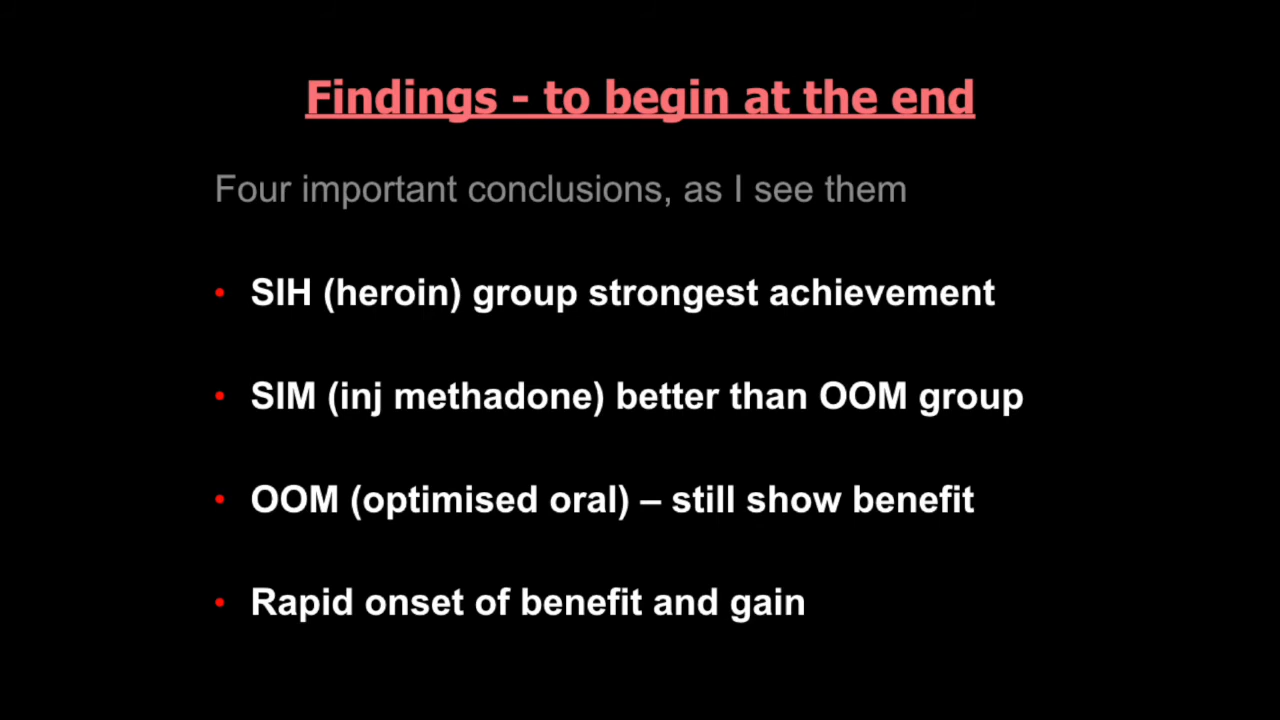 Findings - to begin at the end
Four important conclusions, as I see them
• SIH (heroin) group strongest achievement
• SIM (inj methadone) better than OOM group
• OOM (optimised oral) – still show benefit
• Rapid onset of benefit and gain